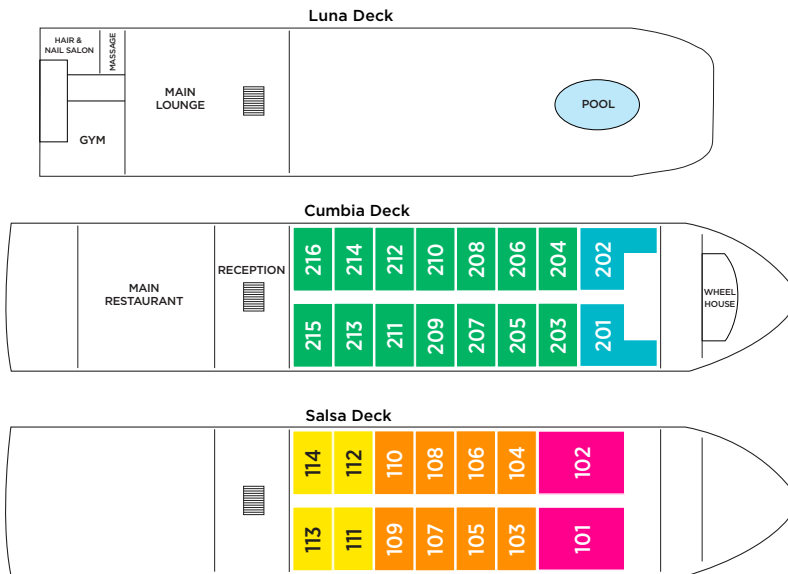 Luna Deck
HAIR &
NAIL SALON
MASSAGE
MAIN
LOUNGE
POOL
GYM
Cumbia Deck
216 214 212 210 208 206 204 202
RECEPTION
MAIN
RESTAURANT
WHEEL
HOUSE
215 213 211 209 207 205 203 201
Salsa Deck
114 112 110 108 106 104 102
113 111 109 107 105 103 101